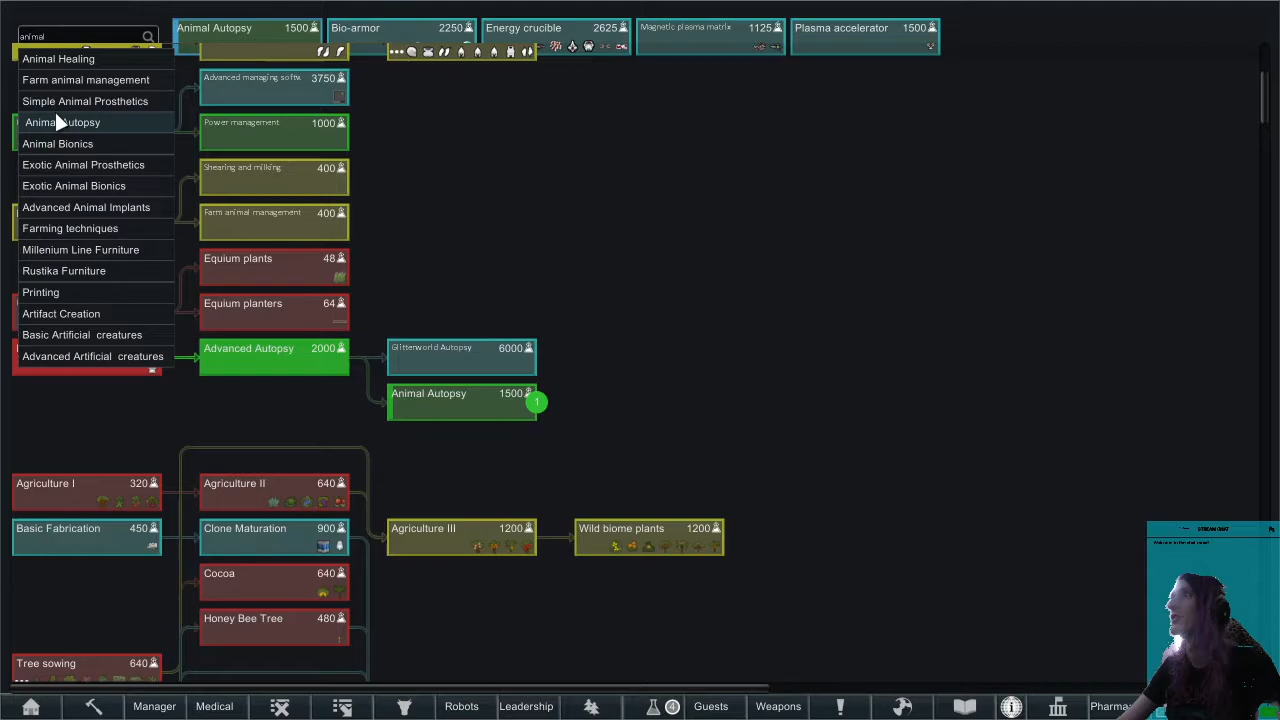 animal
Animal Autopsy 1500
Bio-armor 2250
Energy crucible 2625
Magnetic plasma matrix 1125
Plasma accelerator 1500
Animal Healing
Farm animal management
Simple Animal Prosthetics
Animal Autopsy
Animal Bionics
Exotic Animal Prosthetics
Exotic Animal Bionics
Advanced Animal Implants
Farming techniques
Millenium Line Furniture
Rustika Furniture
Printing
Artifact Creation
Basic Artificial creatures
Advanced Artificial creatures
Advanced managing softw. 3750
Power management 1000
Shearing and milking 400
Farm animal management 400
Equium plants 48
Equium planters 64
Advanced Autopsy 2000
Glitterworld Autopsy 6000
Animal Autopsy 1500
1
Agriculture I 320
Agriculture II 640
Basic Fabrication 450
Clone Maturation 900
Agriculture III 1200
Wild biome plants 1200
Cocoa 640
Honey Bee Tree 480
Tree sowing 640
STREAM CHAT
Manager
Medical
Robots
Leadership
4
Guests
Weapons
Pharma